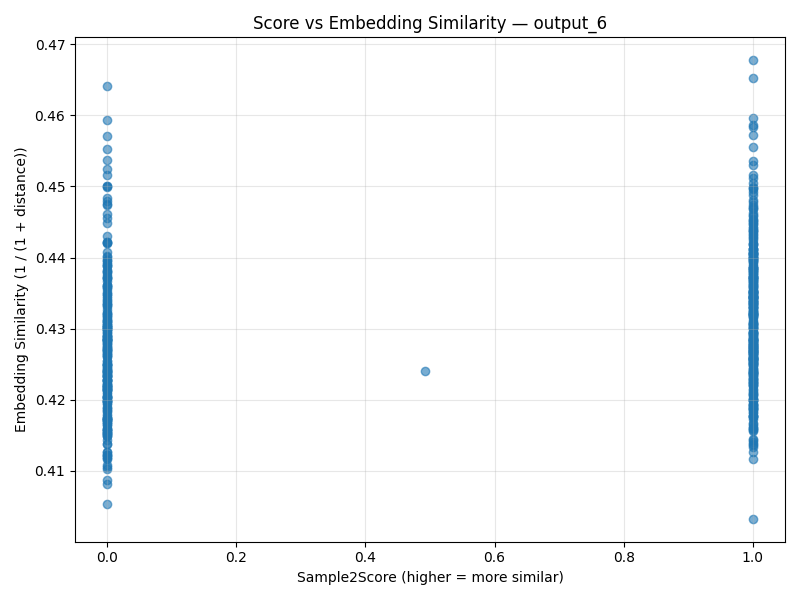 Score vs Embedding Similarity — output_6
Embedding Similarity (1 / (1 + distance))
0.47
0.46
0.45
0.44
0.43
0.42
0.41
0.0 0.2 0.4 0.6 0.8 1.0
Sample2Score (higher = more similar)